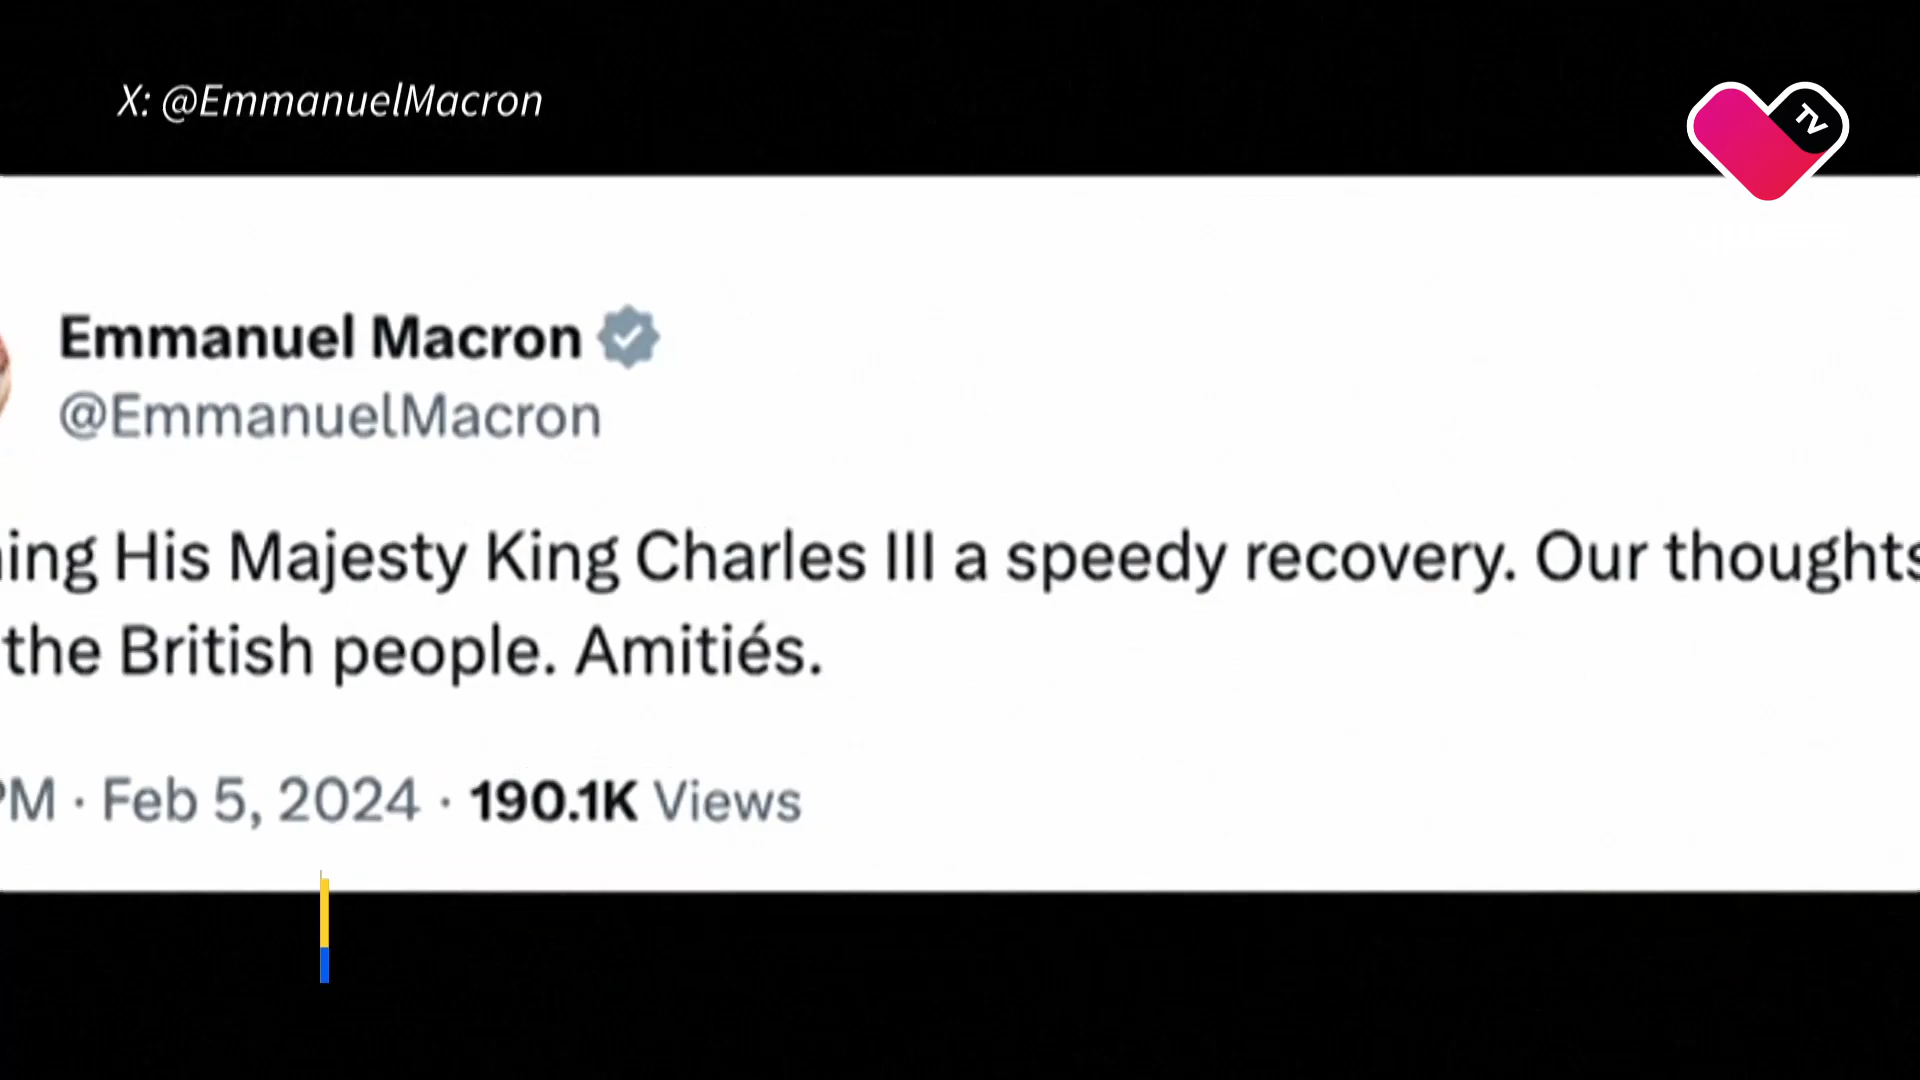 X: @EmmanuelMacron
TV
Emmanuel Macron
@EmmanuelMacron
His Majesty King Charles III a speedy recovery. Our thoughts
the British people. Amitiés.
PM · Feb 5, 2024 · 190.1K Views